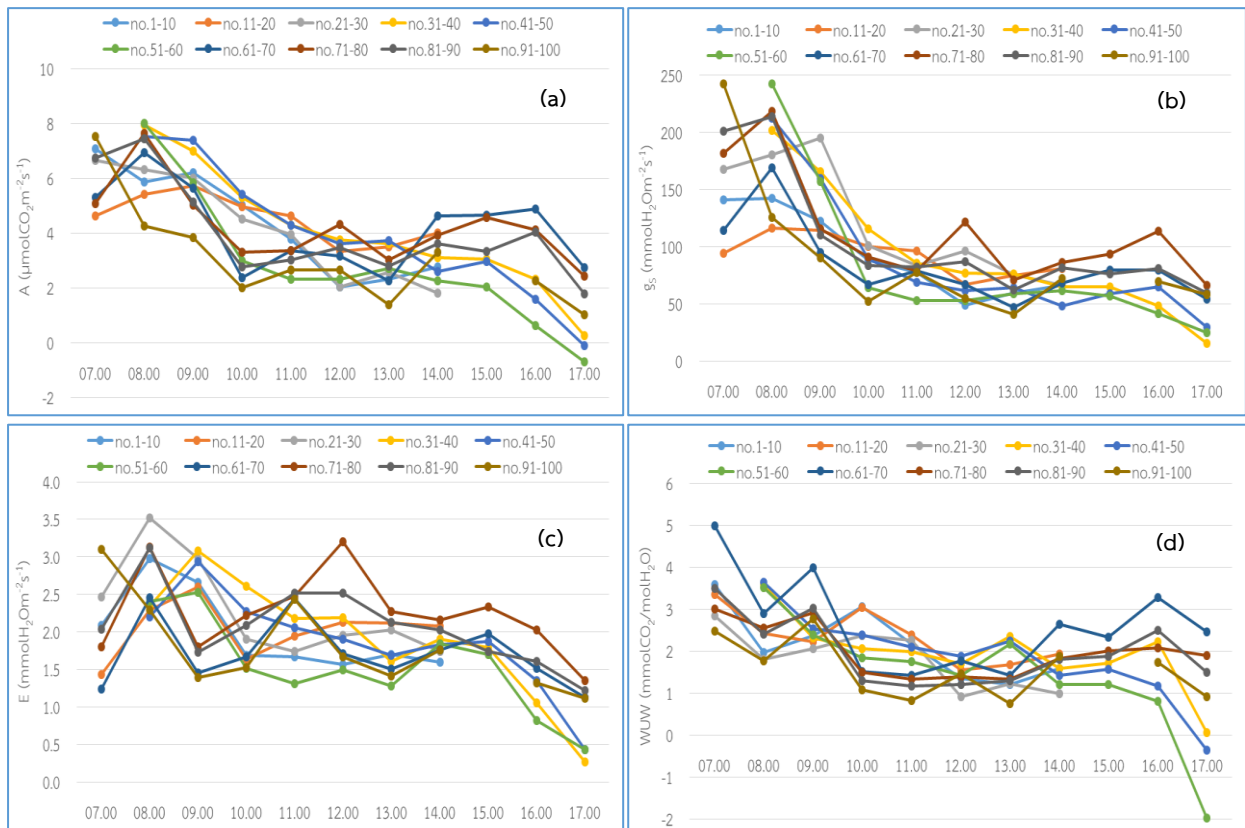 no.1-10 no.11-20 no.21-30 no.31-40 no.41-50
no.51-60 no.61-70 no.71-80 no.81-90 no.91-100
(a)
A (µmolCO₂m⁻²s⁻¹)
10
8
6
4
2
0
-2
07.00 08.00 09.00 10.00 11.00 12.00 13.00 14.00 15.00 16.00 17.00
no.1-10 no.11-20 no.21-30 no.31-40 no.41-50
no.51-60 no.61-70 no.71-80 no.81-90 no.91-100
(b)
gₛ (mmolH₂Om⁻²s⁻¹)
250
200
150
100
50
0
07.00 08.00 09.00 10.00 11.00 12.00 13.00 14.00 15.00 16.00 17.00
no.1-10 no.11-20 no.21-30 no.31-40 no.41-50
no.51-60 no.61-70 no.71-80 no.81-90 no.91-100
(c)
E (mmolH₂Om⁻²s⁻¹)
4.0
3.5
3.0
2.5
2.0
1.5
1.0
0.5
0.0
07.00 08.00 09.00 10.00 11.00 12.00 13.00 14.00 15.00 16.00 17.00
no.1-10 no.11-20 no.21-30 no.31-40 no.41-50
no.51-60 no.61-70 no.71-80 no.81-90 no.91-100
(d)
WUW (mmolCO₂/molH₂O)
6
5
4
3
2
1
0
-1
-2
07.00 08.00 09.00 10.00 11.00 12.00 13.00 14.00 15.00 16.00 17.00